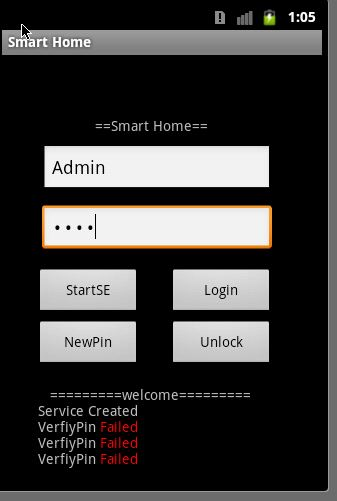 1:05
Smart Home
==Smart Home==
Admin
••••
StartSE
Login
NewPin
Unlock
=========welcome=========
Service Created
VerfiyPin Failed
VerfiyPin Failed
VerfiyPin Failed